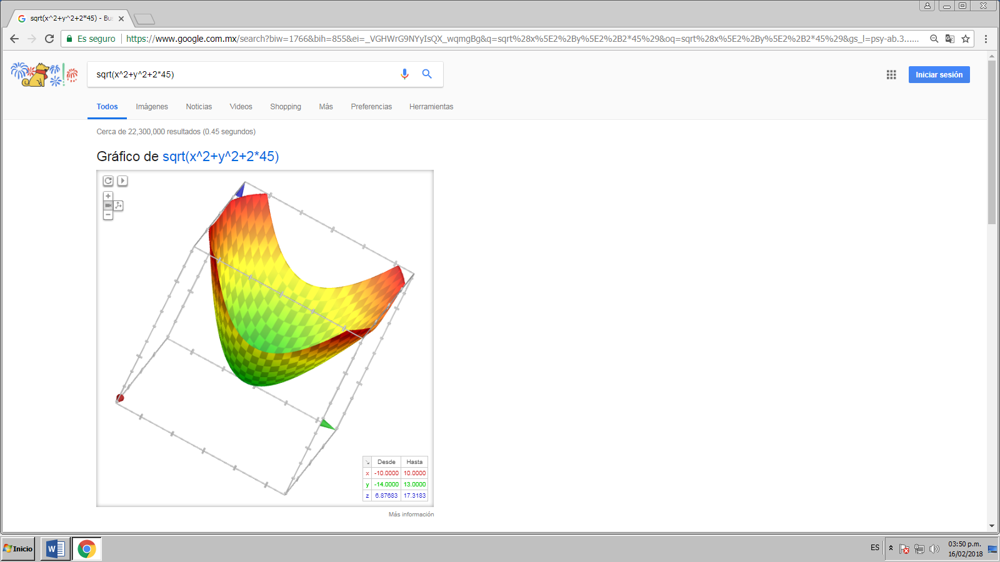 sqrt(x^2+y^2+2*45) - Bus
Es seguro
https://www.google.com.mx/search?biw=1766&bih=855&ei=_VGHWrG9NYyIsQX_wqmgBg&q=sqrt%28x%5E2%2By%5E2%2B2*45%29&oq=sqrt%28x%5E2%2By%5E2%2B2*45%29&gs_l=psy-ab.3......
sqrt(x^2+y^2+2*45)
Iniciar sesión
Todos Imágenes Noticias Videos Shopping Más Preferencias Herramientas
Cerca de 22,300,000 resultados (0.45 segundos)
Gráfico de sqrt(x^2+y^2+2*45)
Desde Hasta
x -10.0000 10.0000
y -14.0000 13.0000
z 6.87683 17.3183
Más información
Inicio
ES
03:50 p.m.
16/02/2018